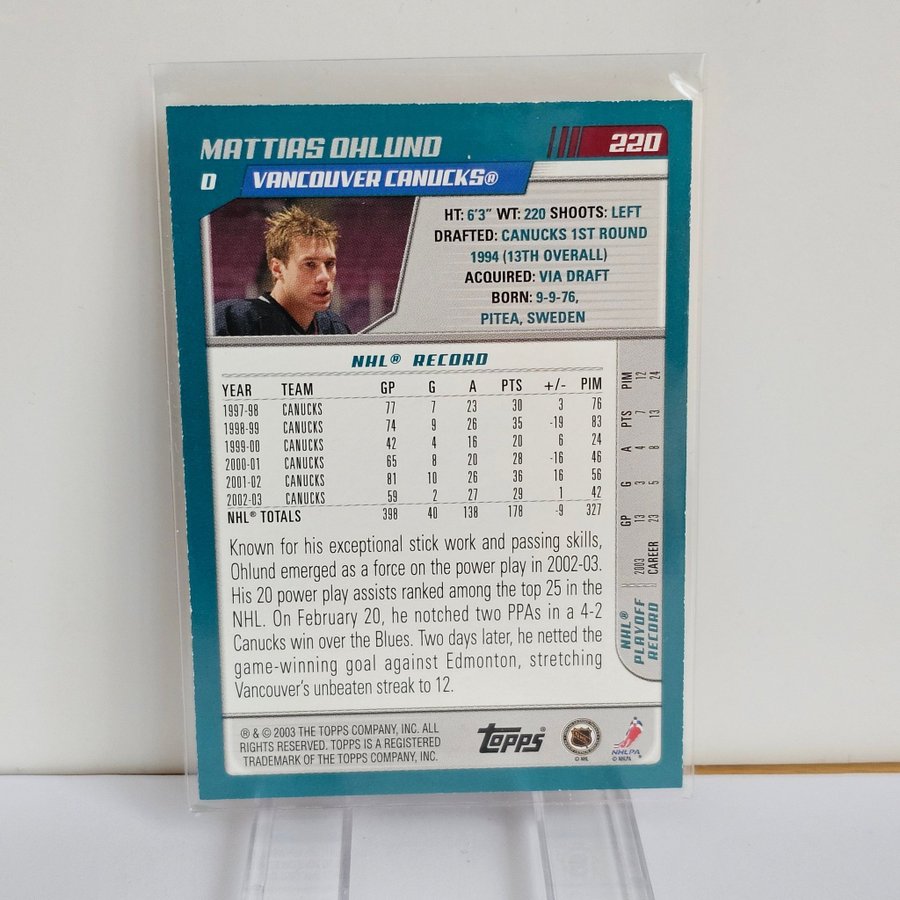 MATTIAS OHLUND
220
D
VANCOUVER CANUCKS®
HT: 6'3" WT: 220 SHOOTS: LEFT
DRAFTED: CANUCKS 1ST ROUND
1994 (13TH OVERALL)
ACQUIRED: VIA DRAFT
BORN: 9-9-76,
PITEA, SWEDEN
NHL® RECORD
YEAR TEAM GP G A PTS +/- PIM
1997-98 CANUCKS 77 7 23 30 3 76
1998-99 CANUCKS 74 9 26 35 -19 83
1999-00 CANUCKS 42 4 16 20 6 24
2000-01 CANUCKS 65 8 20 28 -16 46
2001-02 CANUCKS 81 10 26 36 16 56
2002-03 CANUCKS 59 2 27 29 1 42
NHL® TOTALS 398 40 138 178 -9 327
Known for his exceptional stick work and passing skills,
Ohlund emerged as a force on the power play in 2002-03.
His 20 power play assists ranked among the top 25 in the
NHL. On February 20, he notched two PPAs in a 4-2
Canucks win over the Blues. Two days later, he netted the
game-winning goal against Edmonton, stretching
Vancouver's unbeaten streak to 12.
NHL®
PLAYOFF
RECORD
GP G A PTS PIM
2003 13 3 4 7 12
CAREER 23 5 8 13 24
® & © 2003 THE TOPPS COMPANY, INC. ALL
RIGHTS RESERVED. TOPPS IS A REGISTERED
TRADEMARK OF THE TOPPS COMPANY, INC.
Topps®
NHL
© NHL
NHLPA
© NHLPA